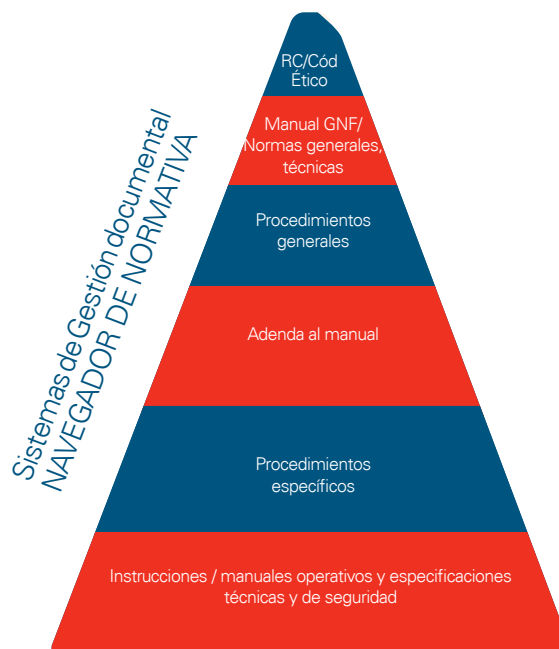 RC/Cód
Ético
Manual GNF/
Normas generales,
técnicas
Procedimientos
generales
Adenda al manual
Procedimientos
específicos
Instrucciones / manuales operativos y especificaciones
técnicas y de seguridad
Sistemas de Gestión documental
NAVEGADOR DE NORMATIVA